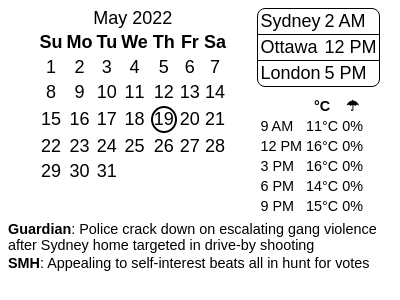 May 2022
Su Mo Tu We Th Fr Sa
1 2 3 4 5 6 7
8 9 10 11 12 13 14
15 16 17 18 19 20 21
22 23 24 25 26 27 28
29 30 31
Sydney 2 AM
Ottawa 12 PM
London 5 PM
°C ☂
9 AM 11°C 0%
12 PM 16°C 0%
3 PM 16°C 0%
6 PM 14°C 0%
9 PM 15°C 0%
Guardian: Police crack down on escalating gang violence
after Sydney home targeted in drive-by shooting
SMH: Appealing to self-interest beats all in hunt for votes